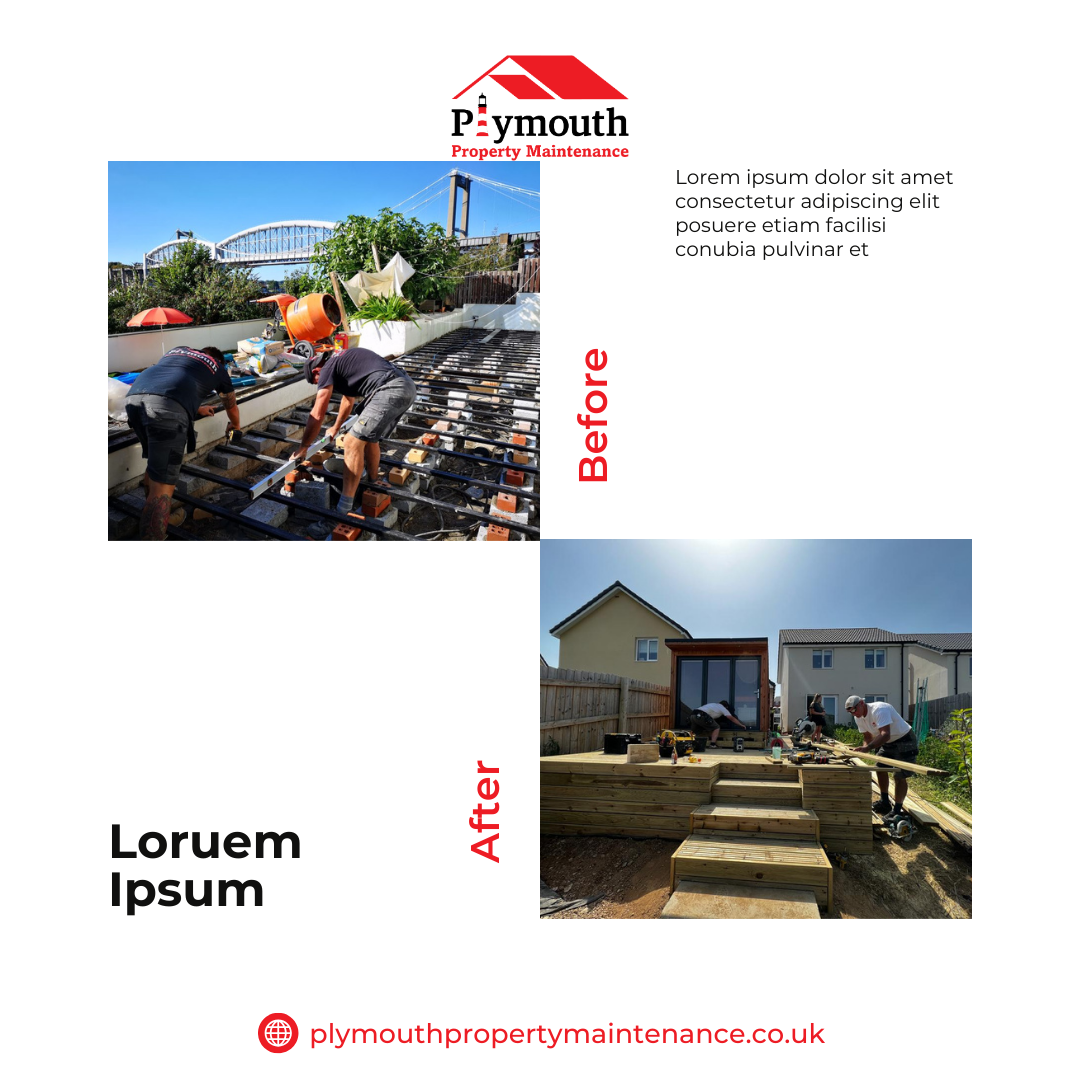 Plymouth
Property Maintenance
Lorem ipsum dolor sit amet
consectetur adipiscing elit
posuere etiam facilisi
conubia pulvinar et
Plymouth
Before
After
Loruem
Ipsum
plymouthpropertymaintenance.co.uk